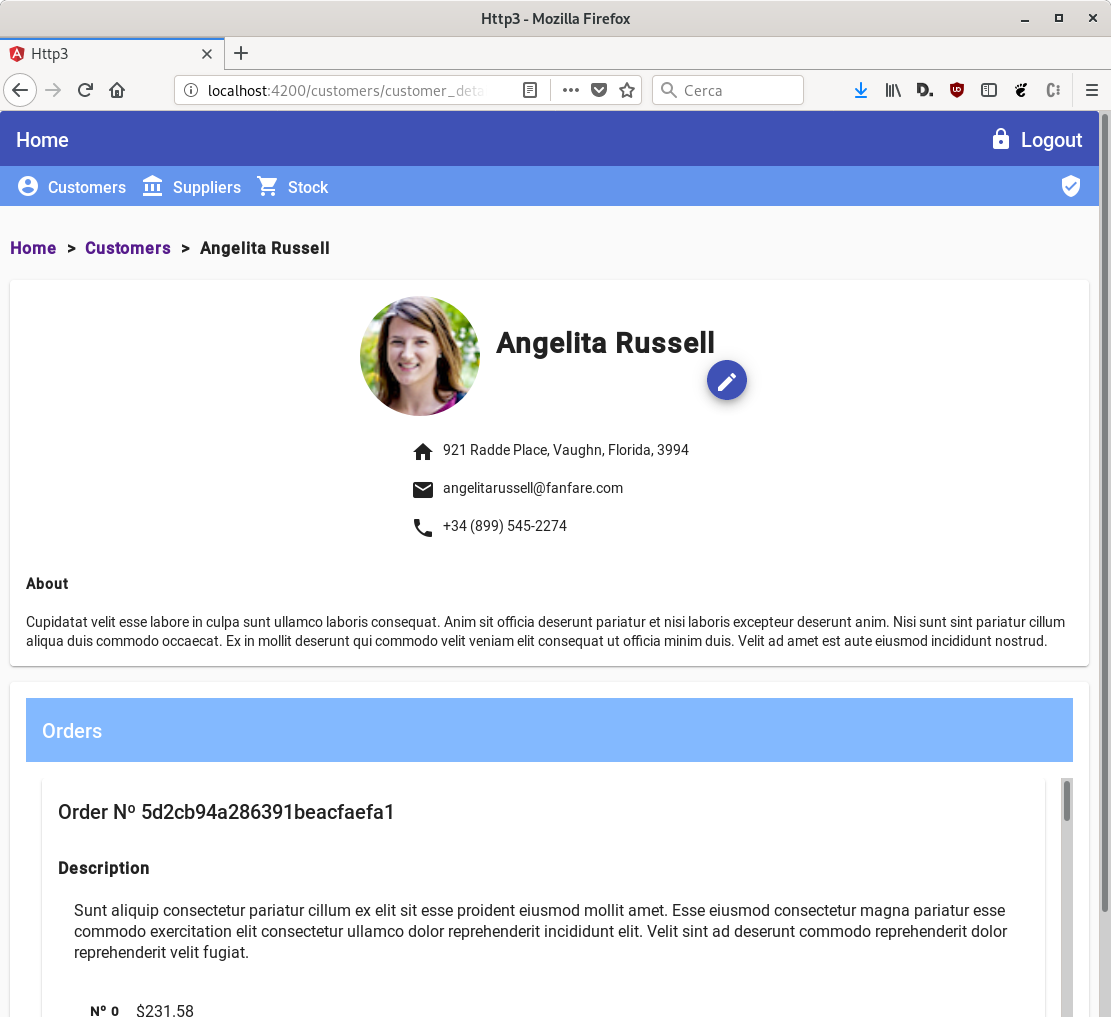 Http3 - Mozilla Firefox
Http3
localhost:4200/customers/customer_deta
Cerca
Home
Logout
Customers
Suppliers
Stock
Home > Customers > Angelita Russell
Angelita Russell
921 Radde Place, Vaughn, Florida, 3994
angelitarussell@fanfare.com
+34 (899) 545-2274
About
Cupidatat velit esse labore in culpa sunt ullamco laboris consequat. Anim sit officia deserunt pariatur et nisi laboris excepteur deserunt anim. Nisi sunt sint pariatur cillum
aliqua duis commodo occaecat. Ex in mollit deserunt qui commodo velit veniam elit consequat ut officia minim duis. Velit ad amet est aute eiusmod incididunt nostrud.
Orders
Order Nº 5d2cb94a286391beacfaefa1
Description
Sunt aliquip consectetur pariatur cillum ex elit sit esse proident eiusmod mollit amet. Esse eiusmod consectetur magna pariatur esse
commodo exercitation elit consectetur ullamco dolor reprehenderit incididunt elit. Velit sint ad deserunt commodo reprehenderit dolor
reprehenderit velit fugiat.
Nº 0 $231.58